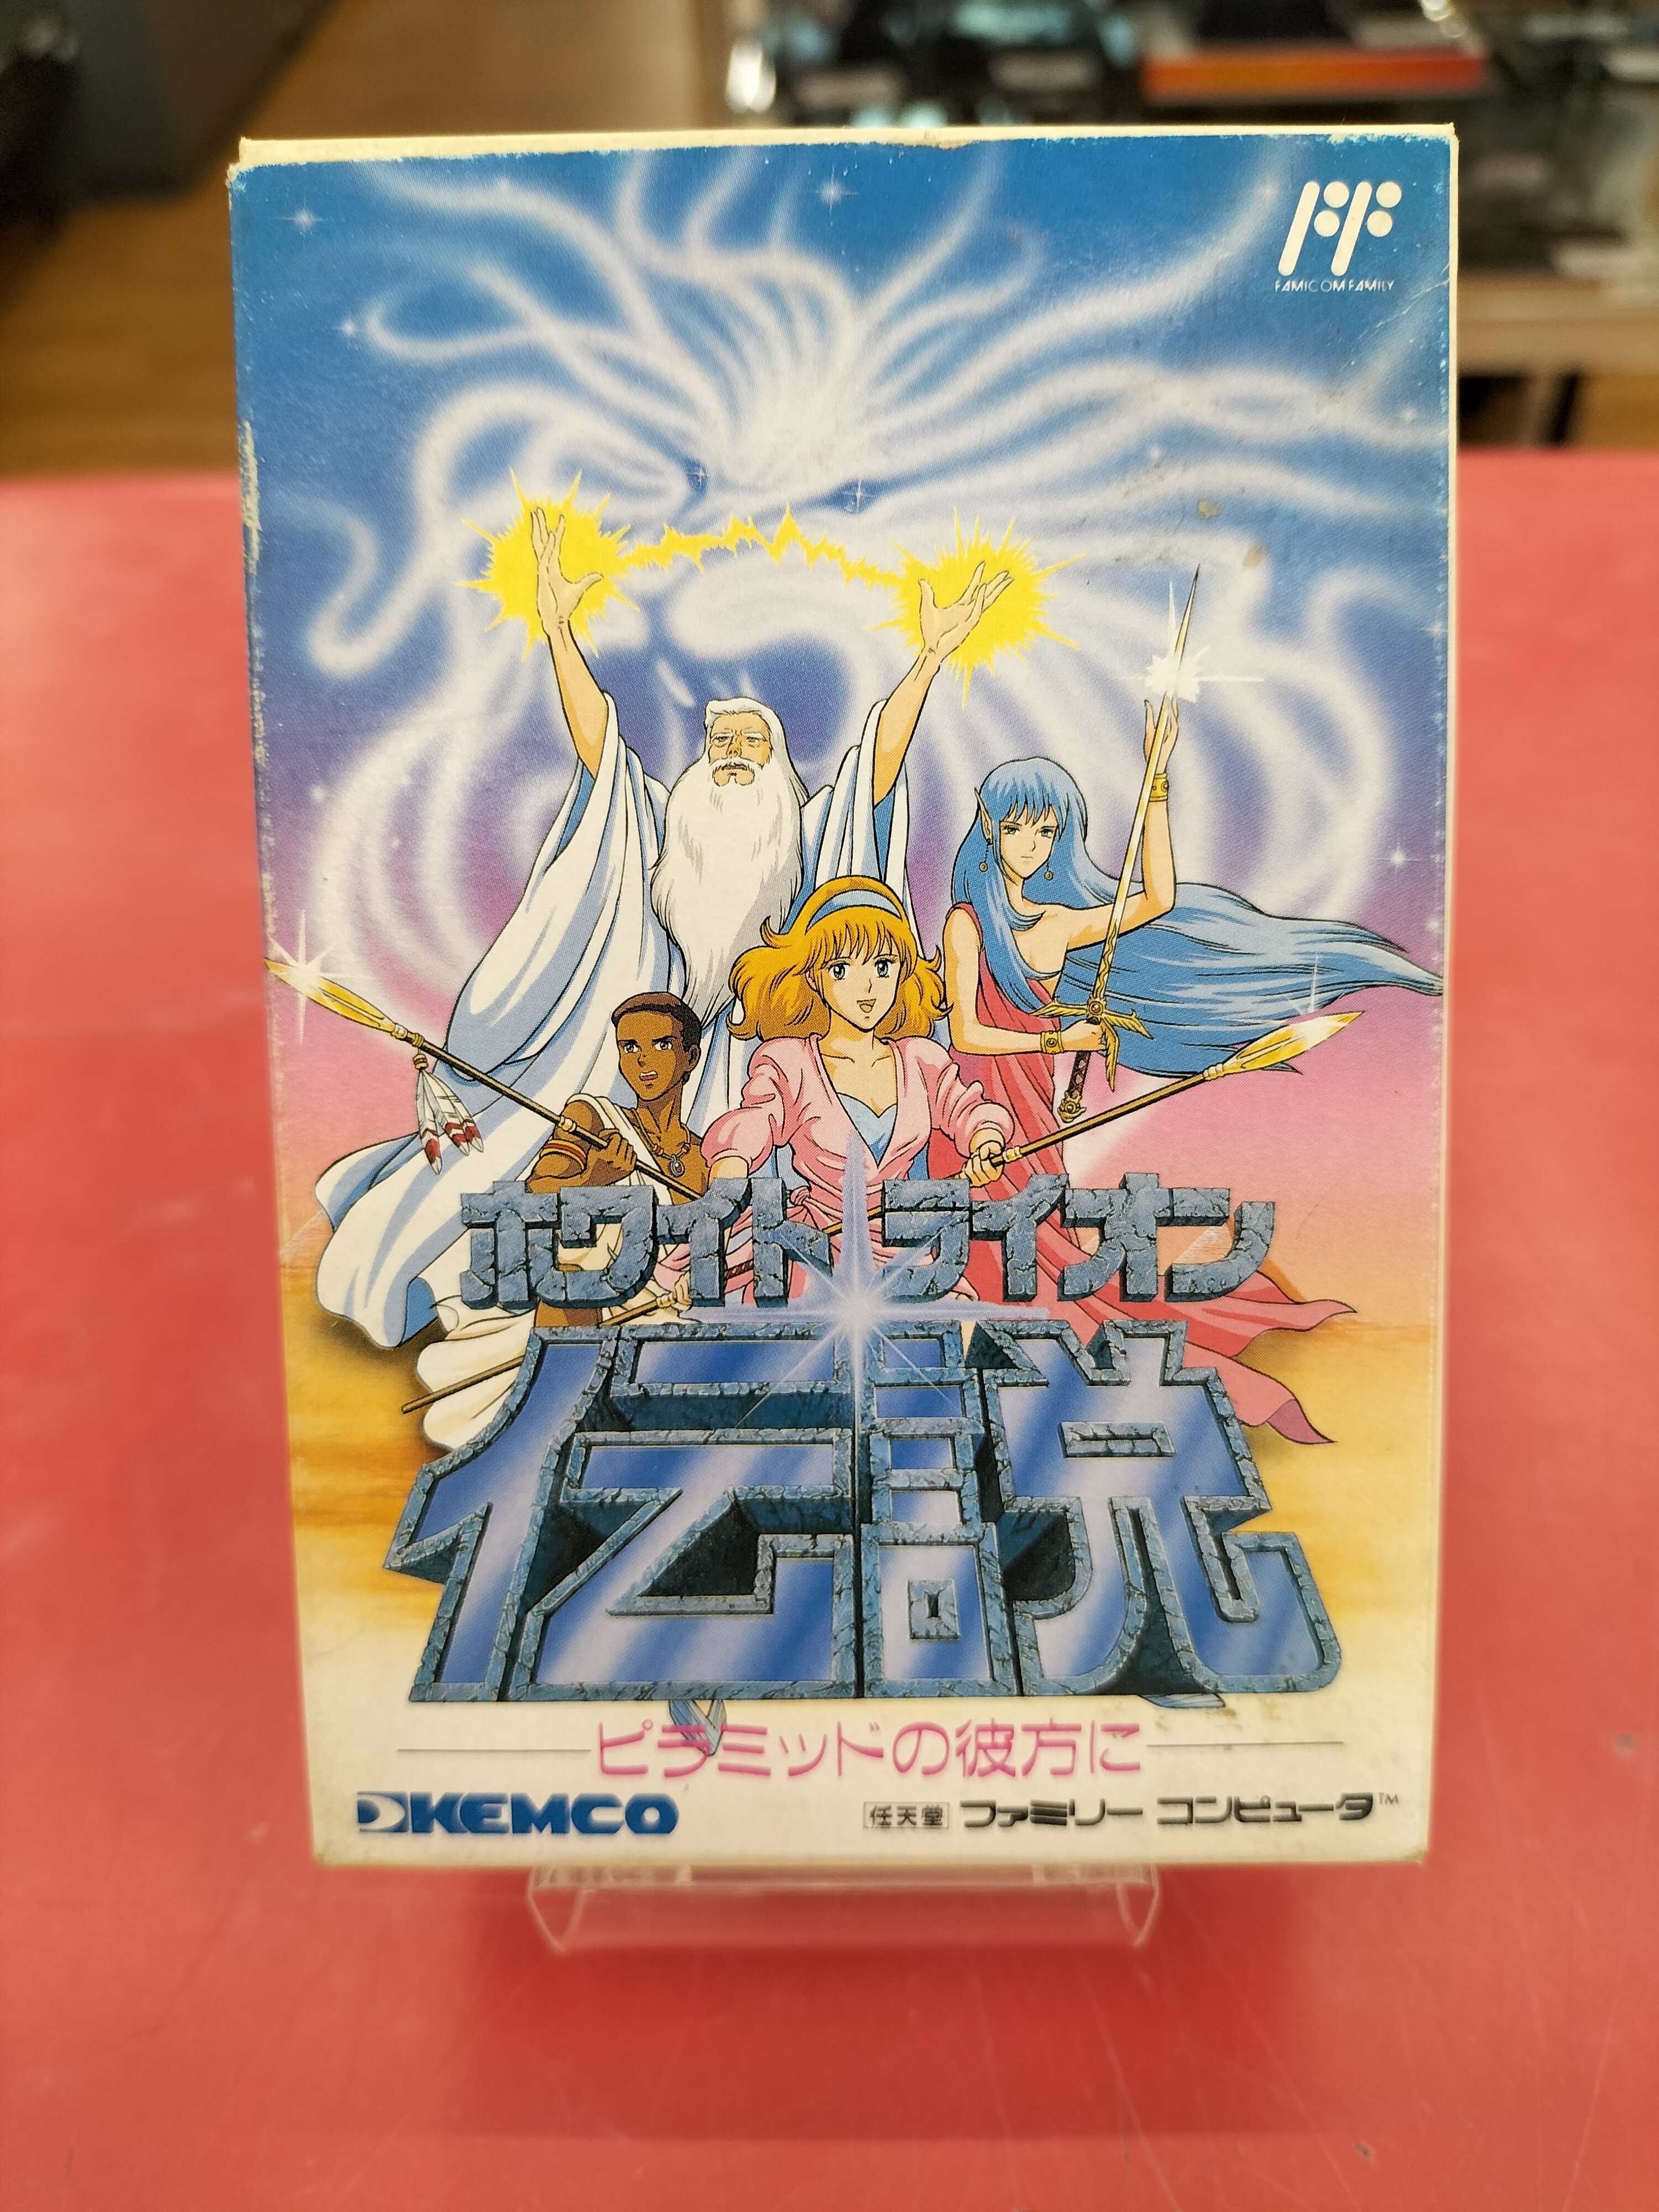 FF
FAMICOM FAMILY
ホワイトライオン
伝説
ピラミッドの彼方に
KEMCO
任天堂 ファミリー コンピュータ™